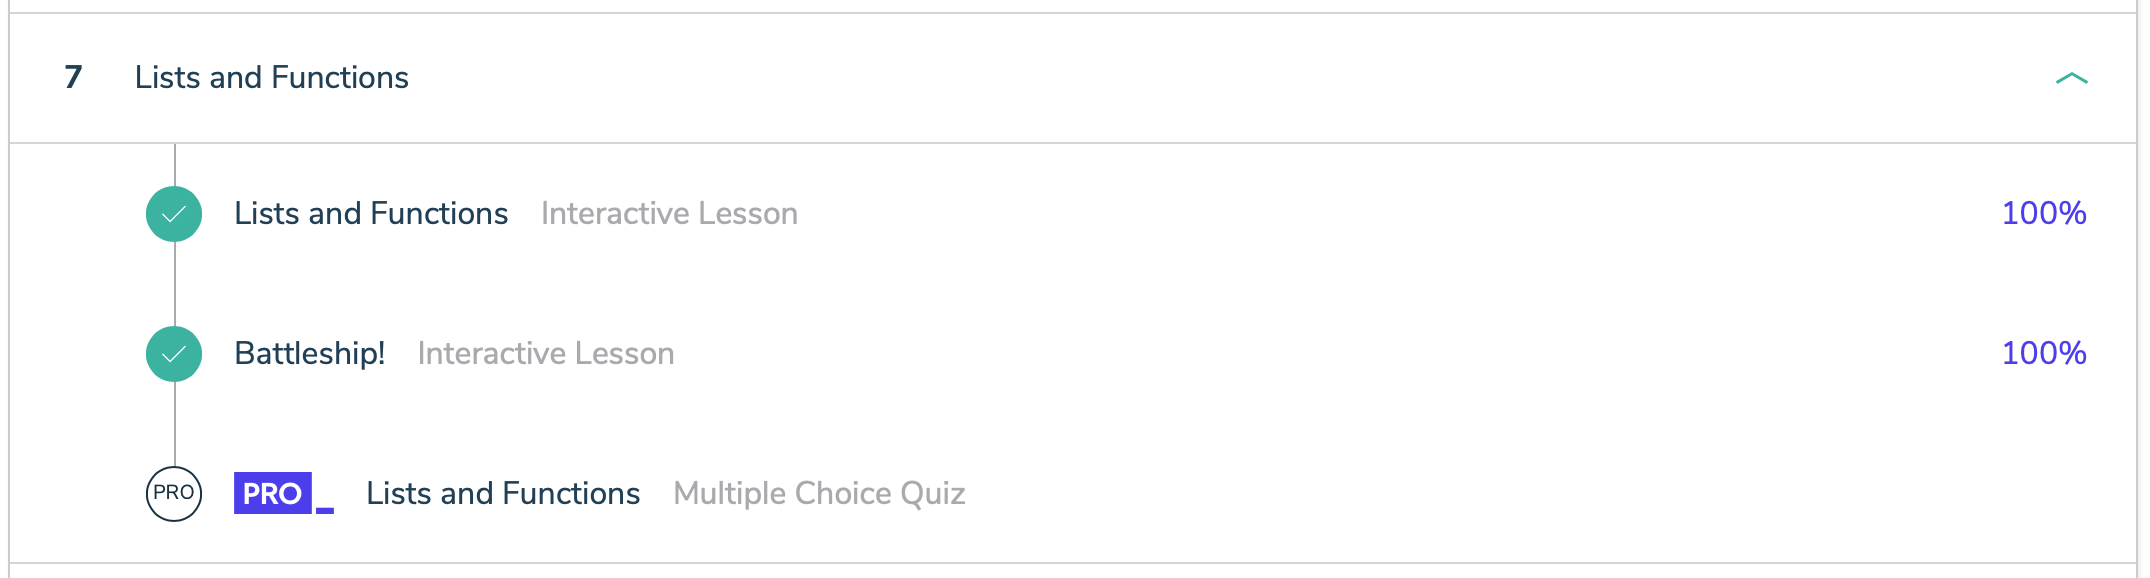 7 Lists and Functions
Lists and Functions Interactive Lesson 100%
Battleship! Interactive Lesson 100%
PRO PRO_ Lists and Functions Multiple Choice Quiz